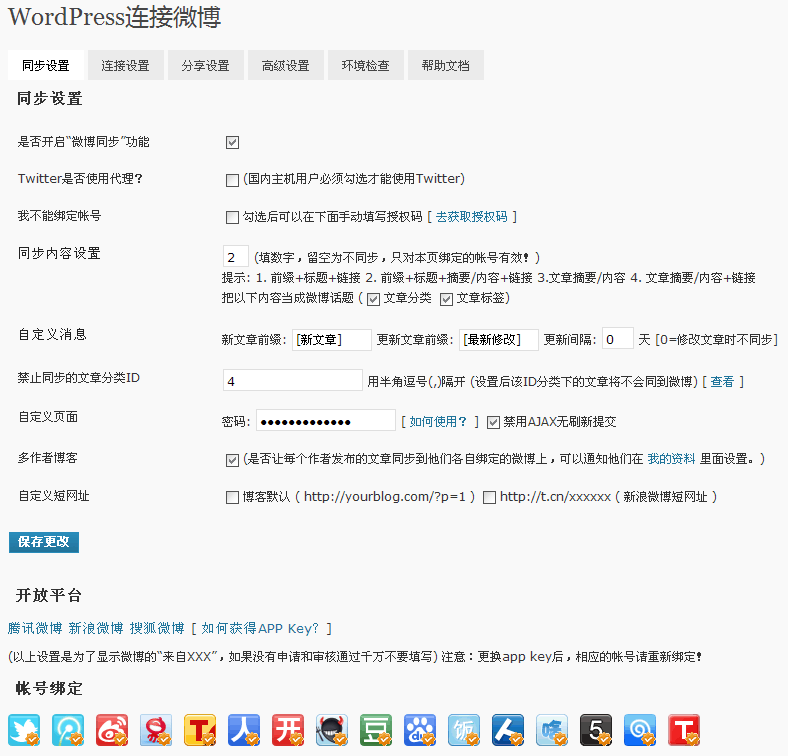 WordPress连接微博
同步设置 连接设置 分享设置 高级设置 环境检查 帮助文档
同步设置
是否开启“微博同步”功能
Twitter是否使用代理? (国内主机用户必须勾选才能使用Twitter)
我不能绑定帐号 勾选后可以在下面手动填写授权码 [ 去获取授权码 ]
同步内容设置 2 (填数字，留空为不同步，只对本页绑定的帐号有效! )
提示: 1. 前缀+标题+链接 2. 前缀+标题+摘要/内容+链接 3.文章摘要/内容 4. 文章摘要/内容+链接
把以下内容当成微博话题 ( 文章分类 文章标签)
自定义消息 新文章前缀: [新文章] 更新文章前缀: [最新修改] 更新间隔: 0 天 [0=修改文章时不同步]
禁止同步的文章分类ID 4 用半角逗号(,)隔开 (设置后该ID分类下的文章将不会同到微博) [ 查看 ]
自定义页面 密码: ●●●●●●●●●●●●● [ 如何使用? ] 禁用AJAX无刷新提交
多作者博客 (是否让每个作者发布的文章同步到他们各自绑定的微博上，可以通知他们在 我的资料 里面设置。)
自定义短网址 博客默认 ( http://yourblog.com/?p=1 ) http://t.cn/xxxxxx ( 新浪微博短网址 )
保存更改
开放平台
腾讯微博 新浪微博 搜狐微博 [ 如何获得APP Key? ]
(以上设置是为了显示微博的“来自XXX”，如果没有申请和审核通过千万不要填写) 注意：更换app key后，相应的帐号请重新绑定!
帐号绑定
T 人 开 豆 du 饭 5 T